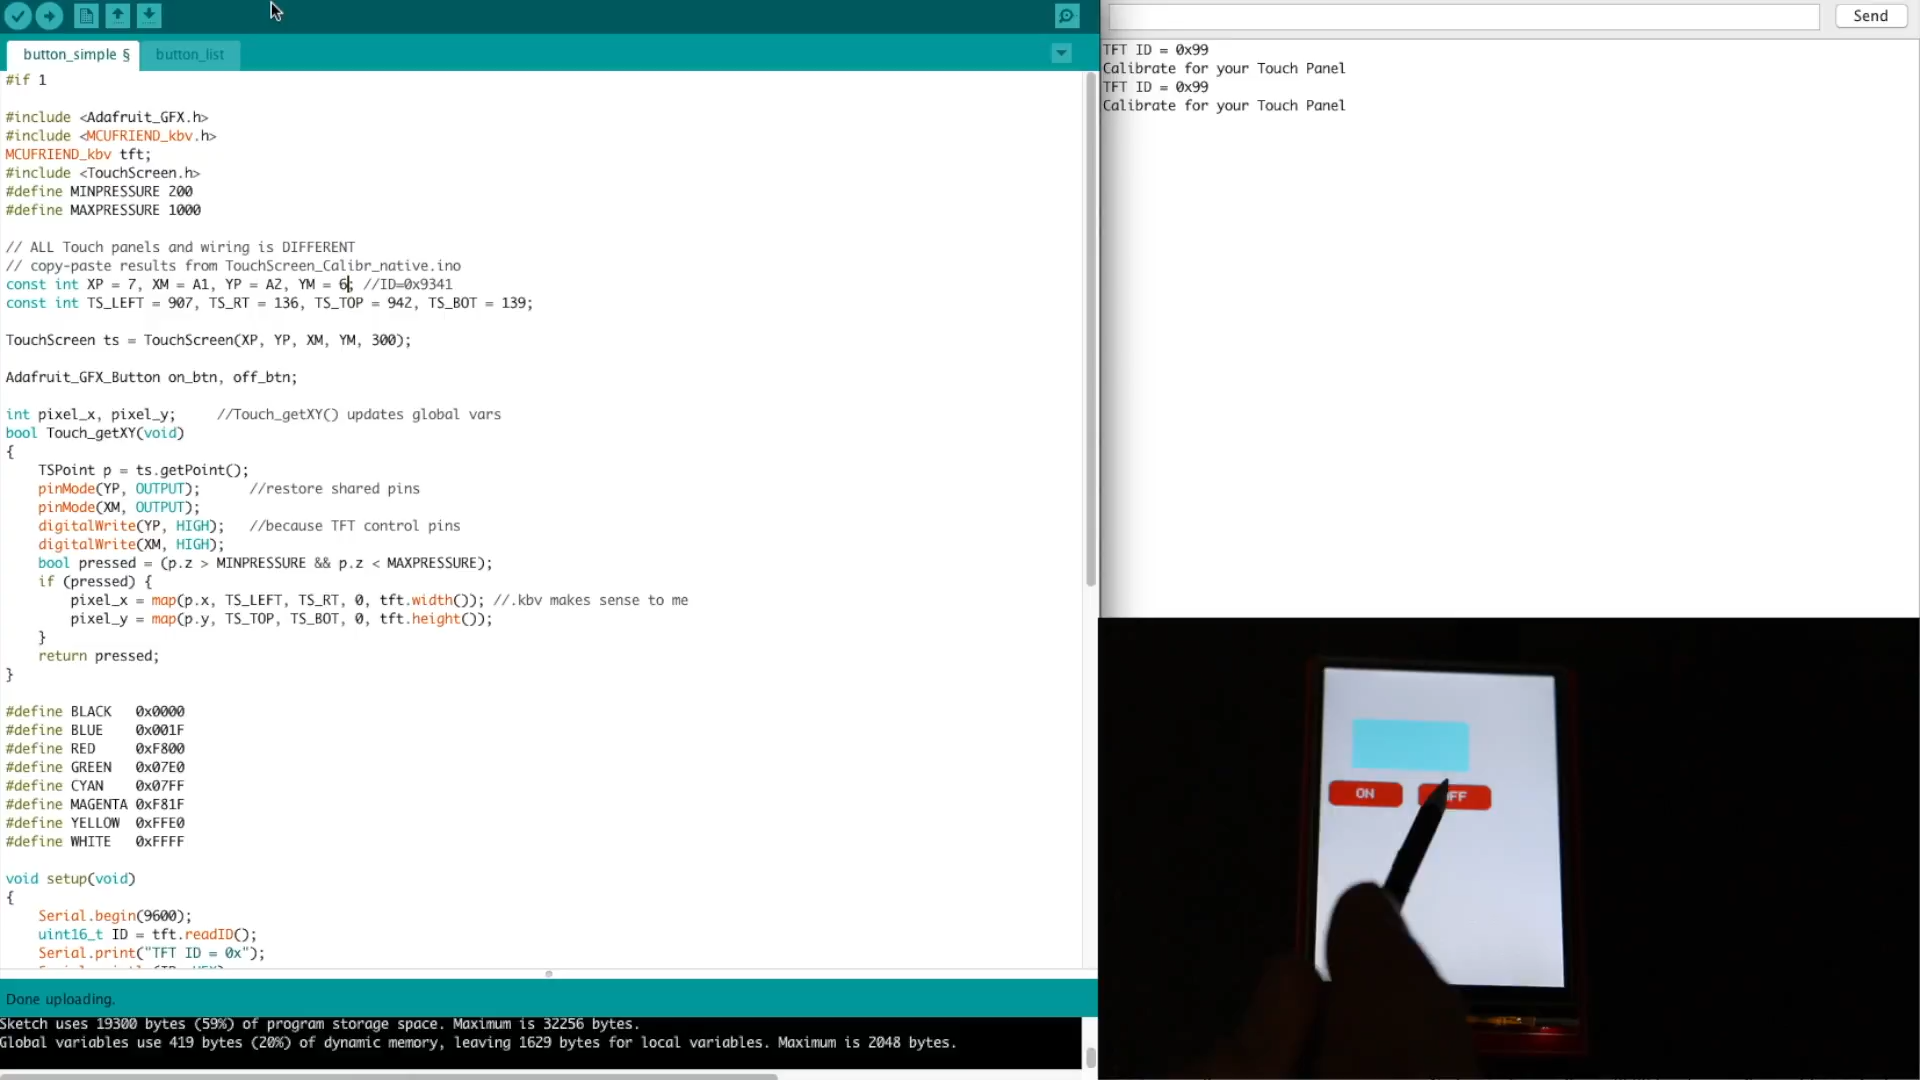 button_simple §
button_list
#if 1
#include <Adafruit_GFX.h>
#include <MCUFRIEND_kbv.h>
MCUFRIEND_kbv tft;
#include <TouchScreen.h>
#define MINPRESSURE 200
#define MAXPRESSURE 1000
// ALL Touch panels and wiring is DIFFERENT
// copy-paste results from TouchScreen_Calibr_native.ino
const int XP = 7, XM = A1, YP = A2, YM = 6; //ID=0x9341
const int TS_LEFT = 907, TS_RT = 136, TS_TOP = 942, TS_BOT = 139;
TouchScreen ts = TouchScreen(XP, YP, XM, YM, 300);
Adafruit_GFX_Button on_btn, off_btn;
int pixel_x, pixel_y;     //Touch_getXY() updates global vars
bool Touch_getXY(void)
{
    TSPoint p = ts.getPoint();
    pinMode(YP, OUTPUT);      //restore shared pins
    pinMode(XM, OUTPUT);
    digitalWrite(YP, HIGH);   //because TFT control pins
    digitalWrite(XM, HIGH);
    bool pressed = (p.z > MINPRESSURE && p.z < MAXPRESSURE);
    if (pressed) {
        pixel_x = map(p.x, TS_LEFT, TS_RT, 0, tft.width()); //.kbv makes sense to me
        pixel_y = map(p.y, TS_TOP, TS_BOT, 0, tft.height());
    }
    return pressed;
}
#define BLACK   0x0000
#define BLUE    0x001F
#define RED     0xF800
#define GREEN   0x07E0
#define CYAN    0x07FF
#define MAGENTA 0xF81F
#define YELLOW  0xFFE0
#define WHITE   0xFFFF
void setup(void)
{
    Serial.begin(9600);
    uint16_t ID = tft.readID();
    Serial.print("TFT ID = 0x");
Done uploading.
Sketch uses 19300 bytes (59%) of program storage space. Maximum is 32256 bytes.
Global variables use 419 bytes (20%) of dynamic memory, leaving 1629 bytes for local variables. Maximum is 2048 bytes.
Send
TFT ID = 0x99
Calibrate for your Touch Panel
TFT ID = 0x99
Calibrate for your Touch Panel
ON